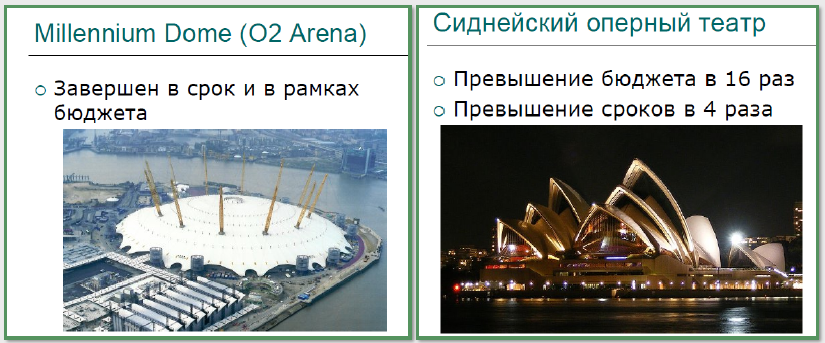 Millennium Dome (O2 Arena)
Завершен в срок и в рамках
бюджета
Сиднейский оперный театр
Превышение бюджета в 16 раз
Превышение сроков в 4 раза